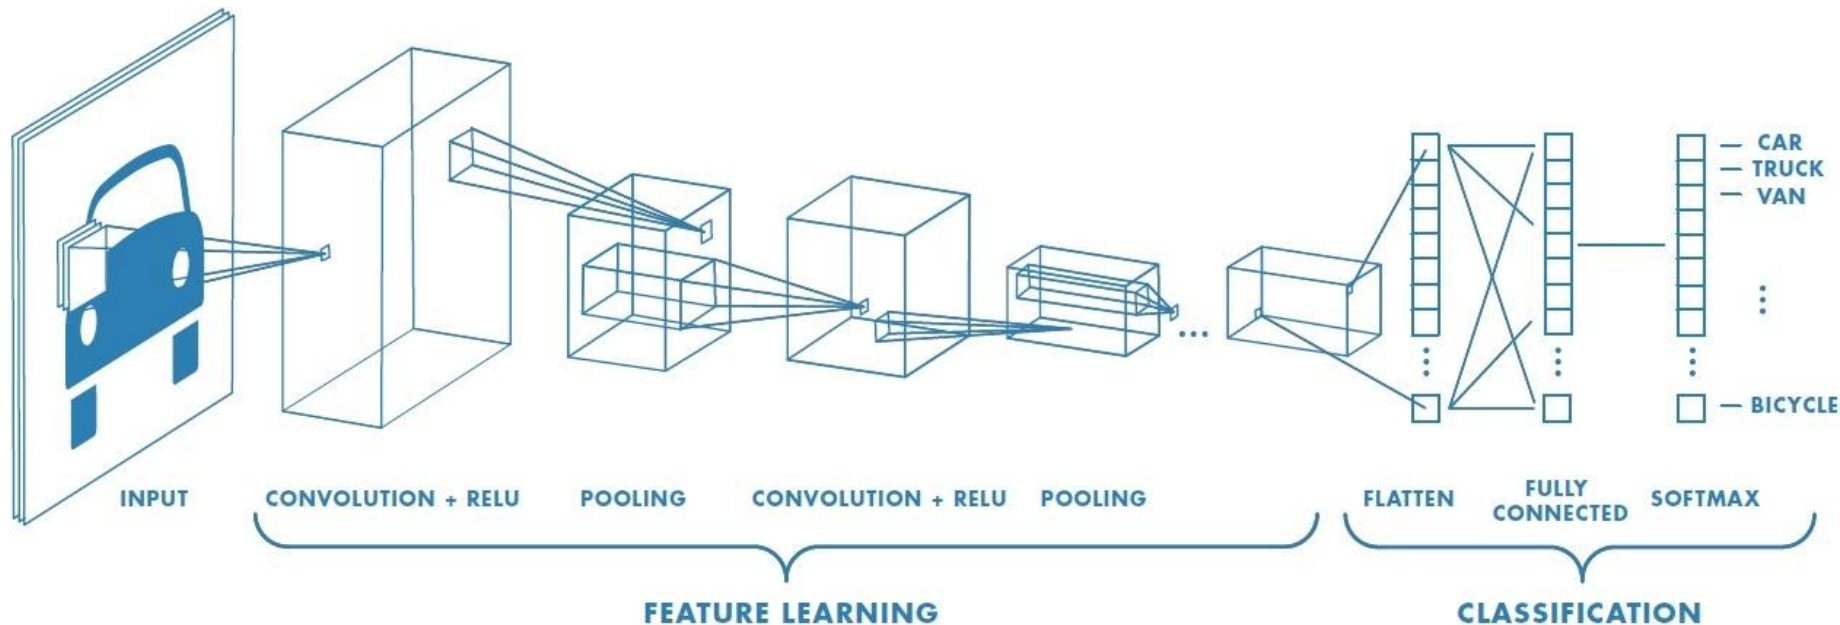 CAR
TRUCK
VAN
BICYCLE
INPUT
CONVOLUTION + RELU
POOLING
CONVOLUTION + RELU
POOLING
FLATTEN
FULLY
CONNECTED
SOFTMAX
FEATURE LEARNING
CLASSIFICATION